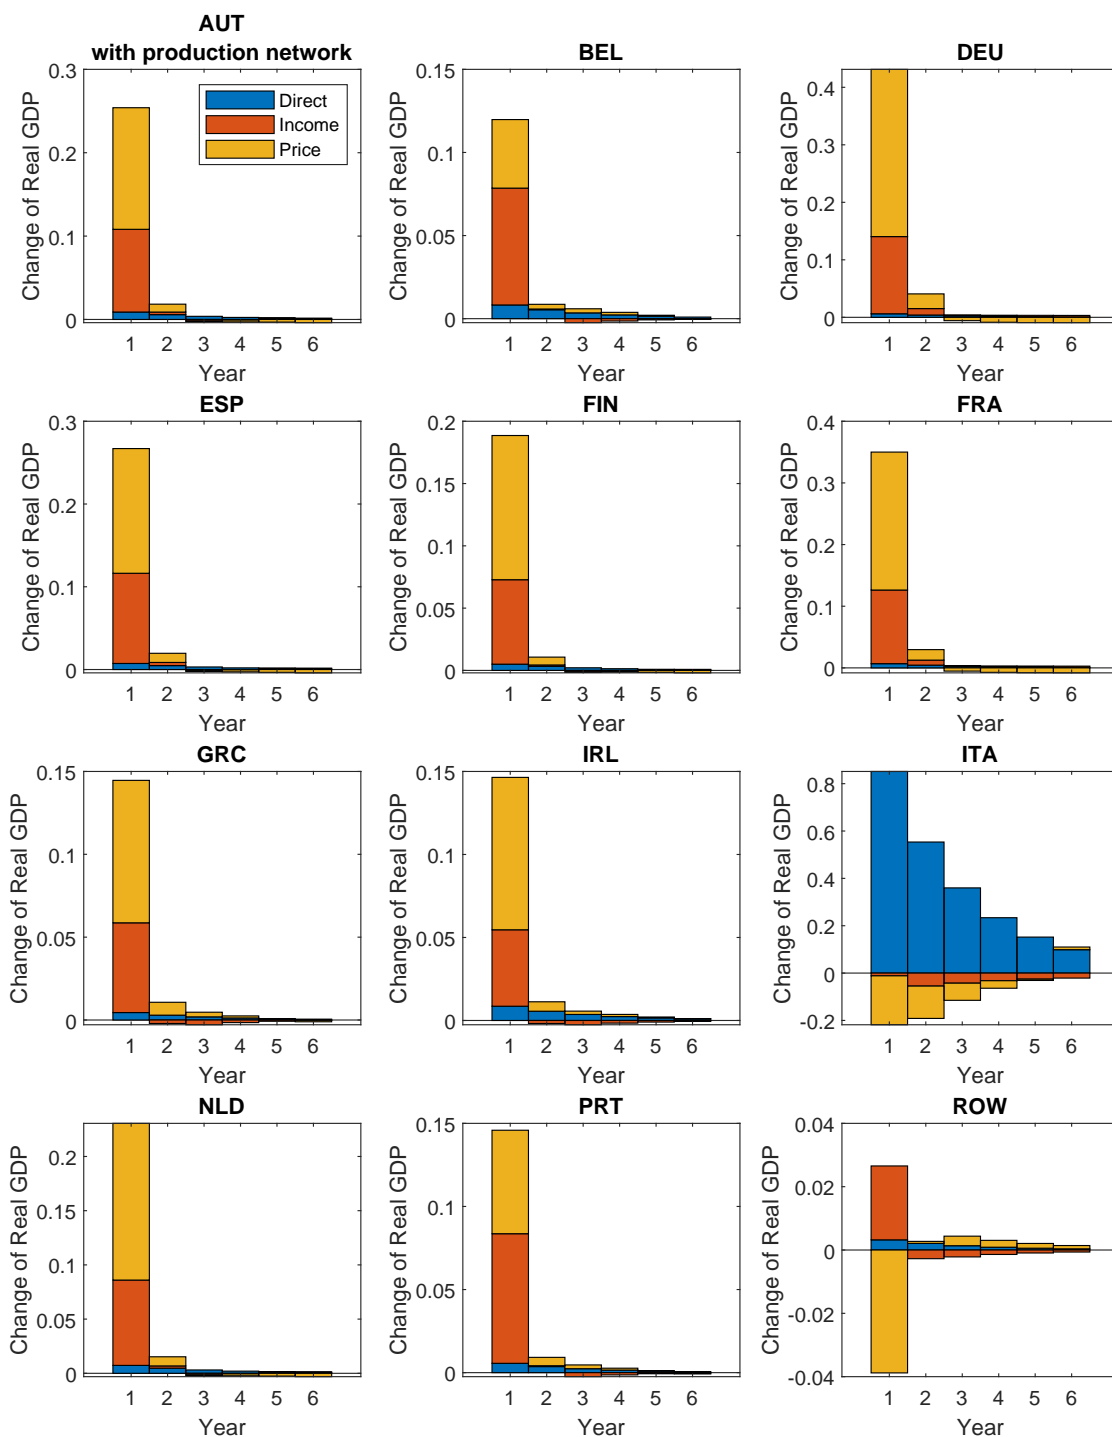 AUT
with production network
BEL
DEU
0.3
0.2
0.1
0
Change of Real GDP
Direct
Income
Price
1 2 3 4 5 6
Year
0.15
0.1
0.05
0
Change of Real GDP
1 2 3 4 5 6
Year
0.4
0.3
0.2
0.1
0
Change of Real GDP
1 2 3 4 5 6
Year
ESP
FIN
FRA
0.3
0.2
0.1
0
Change of Real GDP
1 2 3 4 5 6
Year
0.2
0.15
0.1
0.05
0
Change of Real GDP
1 2 3 4 5 6
Year
0.4
0.3
0.2
0.1
0
Change of Real GDP
1 2 3 4 5 6
Year
GRC
IRL
ITA
0.15
0.1
0.05
0
Change of Real GDP
1 2 3 4 5 6
Year
0.15
0.1
0.05
0
Change of Real GDP
1 2 3 4 5 6
Year
0.8
0.6
0.4
0.2
0
-0.2
Change of Real GDP
1 2 3 4 5 6
Year
NLD
PRT
ROW
0.2
0.15
0.1
0.05
0
Change of Real GDP
1 2 3 4 5 6
Year
0.15
0.1
0.05
0
Change of Real GDP
1 2 3 4 5 6
Year
0.04
0.02
0
-0.02
-0.04
Change of Real GDP
1 2 3 4 5 6
Year